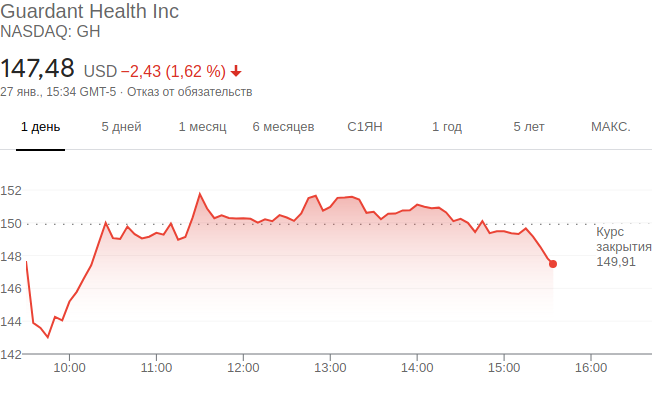 Guardant Health Inc
NASDAQ: GH
147,48 USD −2,43 (1,62 %)
27 янв., 15:34 GMT-5 · Отказ от обязательств
1 день 5 дней 1 месяц 6 месяцев С1ЯН 1 год 5 лет МАКС.
152
150
Курс
закрытия
149,91
148
146
144
142
10:00 11:00 12:00 13:00 14:00 15:00 16:00